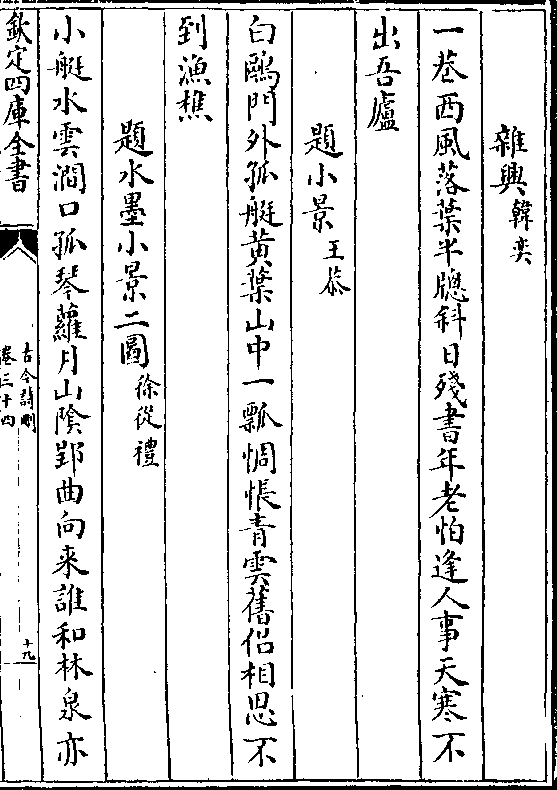 雜興韓奕
一巷西風落葉半牕斜日殘書年老怕逢人事天寒不
出吾廬
題小景王恭
白鷗門外孤艇黃葉山中一瓢惆悵青雲舊侣相思不
到漁樵
題水墨小景二圖徐從禮
小艇水雲澗口孤琴蘿月山隂郢曲向来誰和林泉亦
欽定四庫全書
古今詩刪
卷三十四
十九